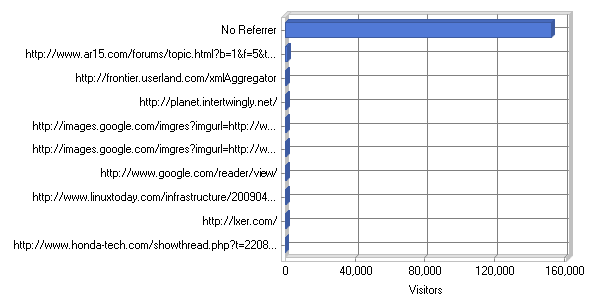 No Referrer
http://www.ar15.com/forums/topic.html?b=1&f=5&t...
http://frontier.userland.com/xmlAggregator
http://planet.intertwingly.net/
http://images.google.com/imgres?imgurl=http://w...
http://images.google.com/imgres?imgurl=http://w...
http://www.google.com/reader/view/
http://www.linuxtoday.com/infrastructure/200904...
http://lxer.com/
http://www.honda-tech.com/showthread.php?t=2208...
0 40,000 80,000 120,000 160,000
Visitors